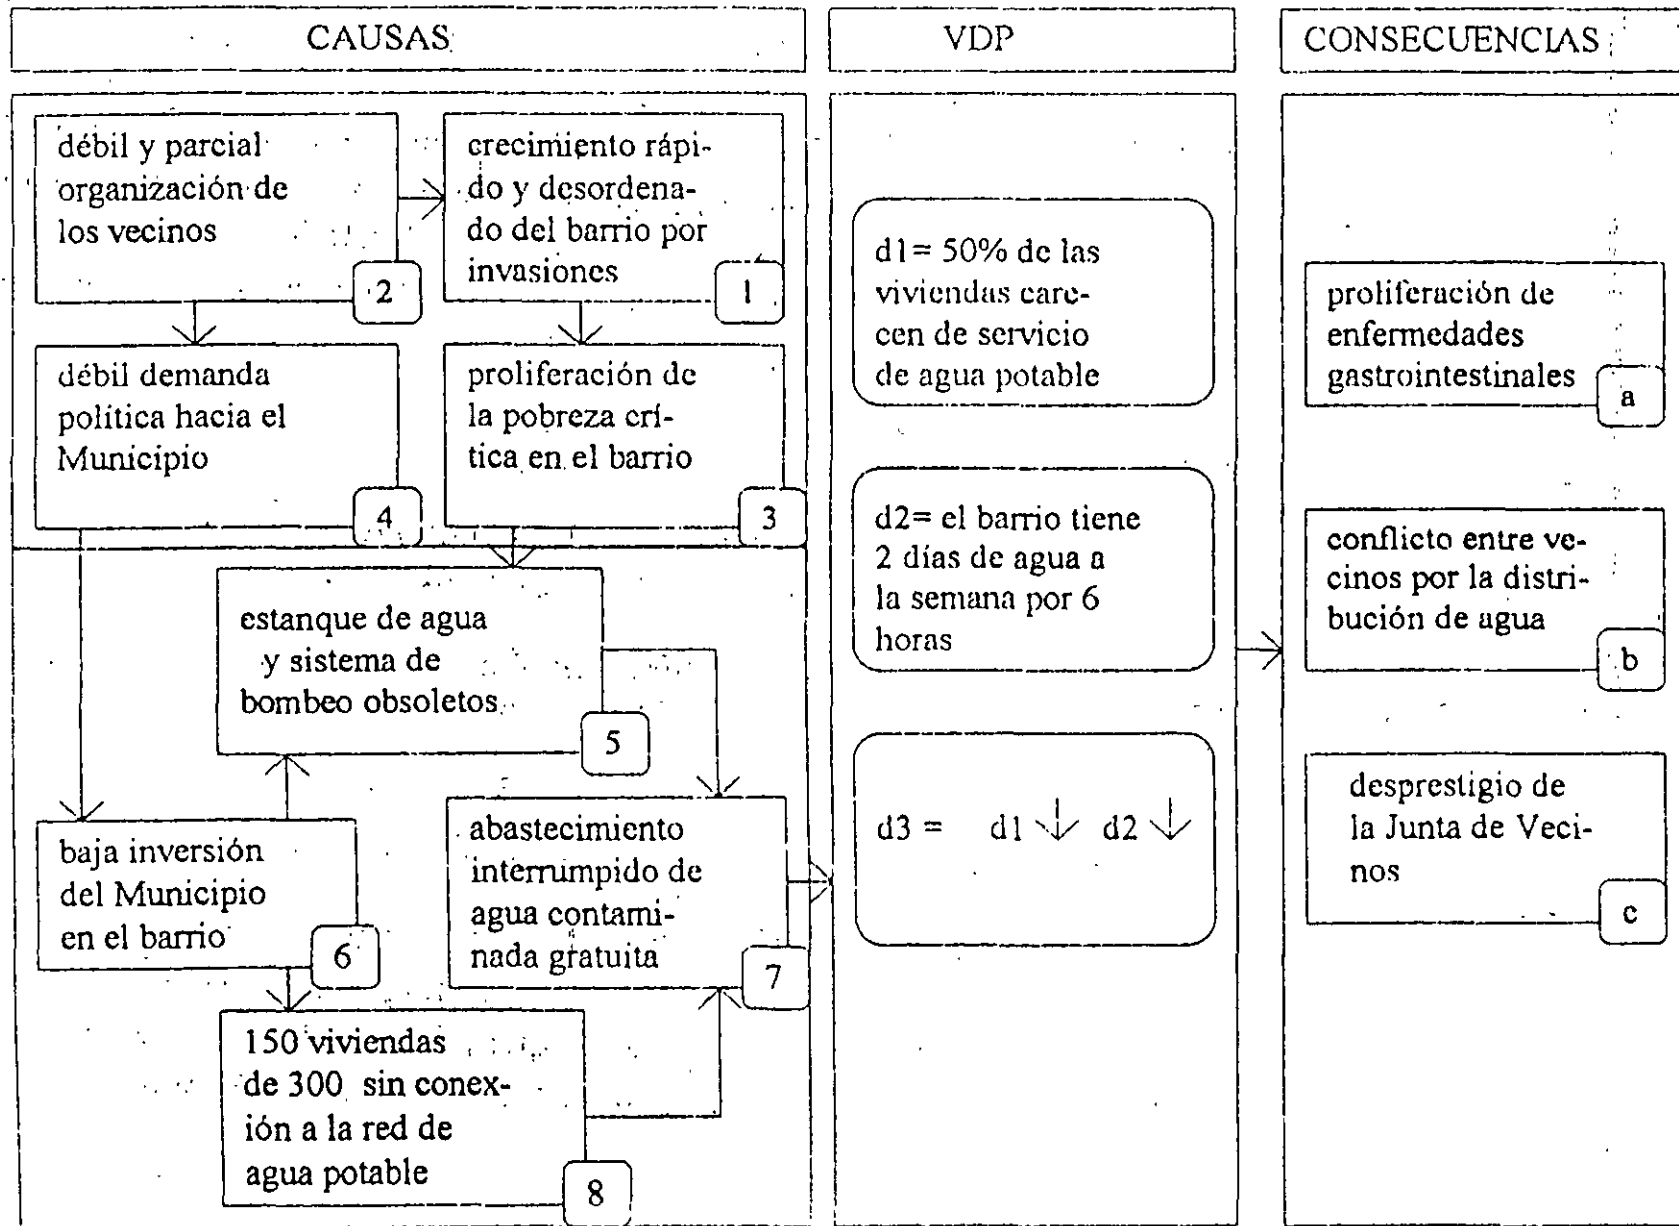 CAUSAS
VDP
CONSECUENCIAS
débil y parcial
organización de
los vecinos
2
crecimiento rápi-
do y desordena-
do del barrio por
invasiones
1
débil demanda
política hacia el
Municipio
4
proliferación de
la pobreza crí-
tica en el barrio
3
estanque de agua
y sistema de
bombeo obsoletos
5
baja inversión
del Municipio
en el barrio
6
abastecimiento
interrumpido de
agua contami-
nada gratuita
7
150 viviendas
de 300 sin conex-
ión a la red de
agua potable
8
d1= 50% de las
viviendas care-
cen de servicio
de agua potable
d2= el barrio tiene
2 días de agua a
la semana por 6
horas
d3 = d1 ↓ d2 ↓
proliferación de
enfermedades
gastrointestinales
a
conflicto entre ve-
cinos por la distri-
bución de agua
b
desprestigio de
la Junta de Veci-
nos
c